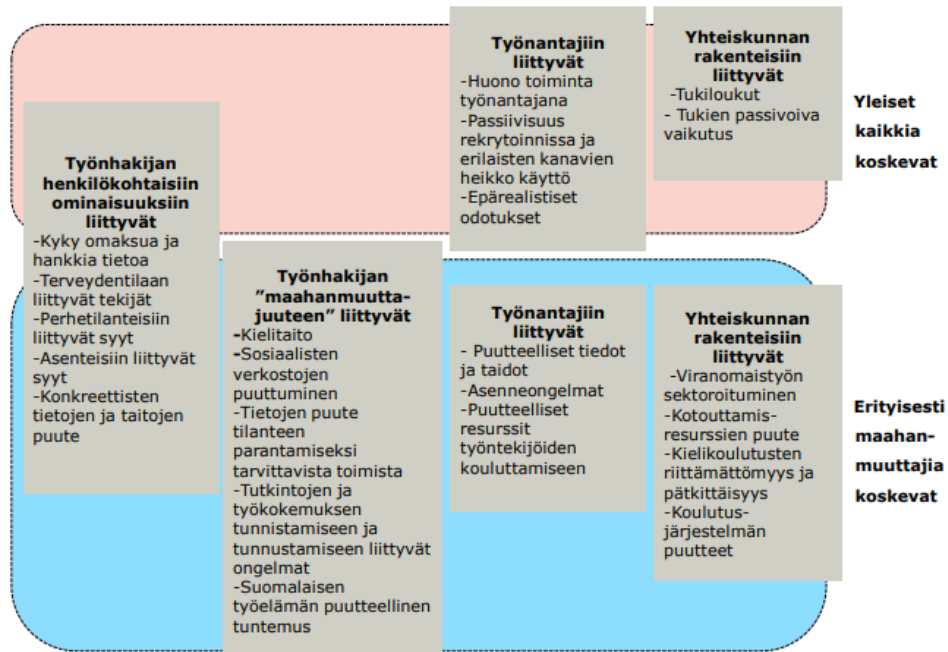 Työnantajiin
liittyvät
-Huono toiminta
työnantajana
-Passiivisuus
rekrytoinnissa ja
erilaisten kanavien
heikko käyttö
-Epärealistiset
odotukset
Yhteiskunnan
rakenteisiin
liittyvät
-Tukiloukut
- Tukien passivoiva
vaikutus
Yleiset
kaikkia
koskevat
Työnhakijan
henkilökohtaisiin
ominaisuuksiin
liittyvät
-Kyky omaksua ja
hankkia tietoa
-Terveydentilaan
liittyvät tekijät
-Perhetilanteisiin
liittyvät syyt
-Asenteisiin liittyvät
syyt
-Konkreettisten
tietojen ja taitojen
puute
Työnhakijan
"maahanmuutta-
juuteen" liittyvät
-Kielitaito
-Sosiaalisten
verkostojen
puuttuminen
-Tietojen puute
tilanteen
parantamiseksi
tarvittavista toimista
-Tutkintojen ja
työkokemuksen
tunnistamiseen ja
tunnustamiseen liittyvät
ongelmat
-Suomalaisen
työelämän puutteellinen
tuntemus
Työnantajiin
liittyvät
- Puutteelliset tiedot
ja taidot
-Asenneongelmat
-Puutteelliset
resurssit
työntekijöiden
kouluttamiseen
Yhteiskunnan
rakenteisiin
liittyvät
-Viranomaistyön
sektoroituminen
-Kotouttamis-
resurssien puute
-Kielikoulutusten
riittämättömyys ja
pätkittäisyys
-Koulutus-
järjestelmän
puutteet
Erityisesti
maahan-
muuttajia
koskevat